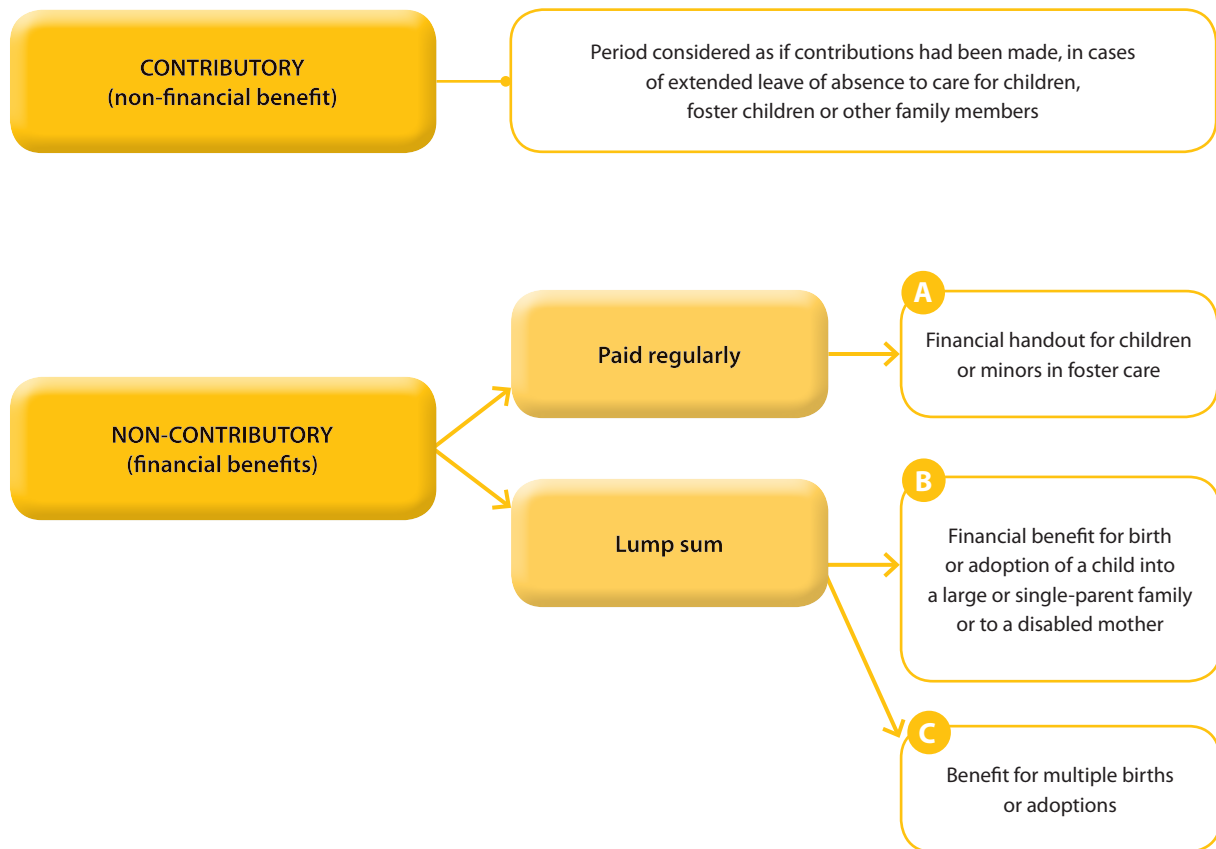 CONTRIBUTORY
(non-financial benefit)
Period considered as if contributions had been made, in cases
of extended leave of absence to care for children,
foster children or other family members
NON-CONTRIBUTORY
(financial benefits)
Paid regularly
A
Financial handout for children
or minors in foster care
Lump sum
B
Financial benefit for birth
or adoption of a child into
a large or single-parent family
or to a disabled mother
C
Benefit for multiple births
or adoptions